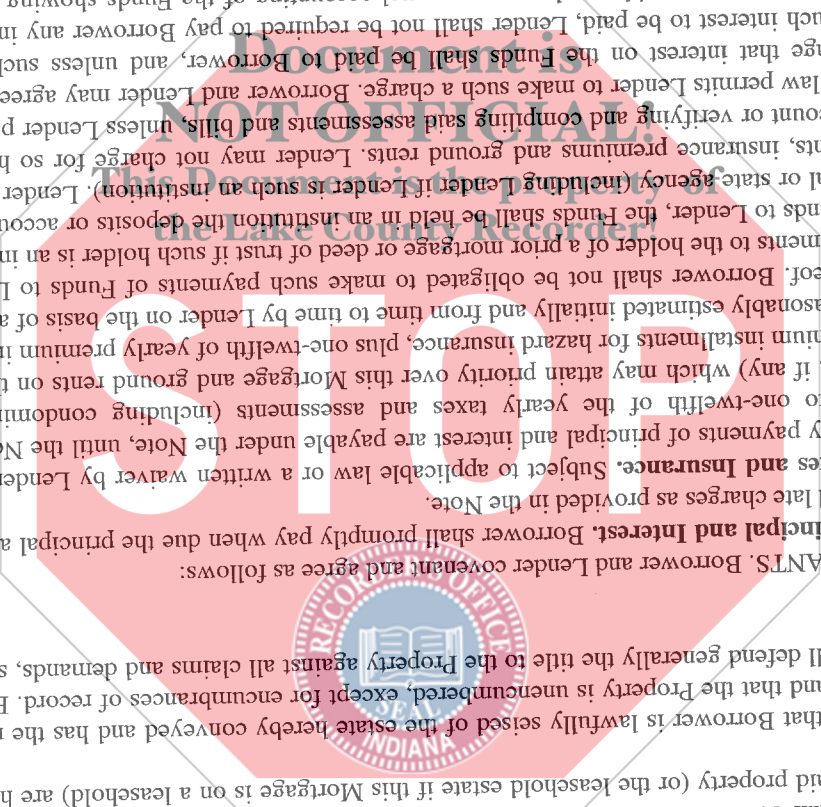 Document is
NOT OFFICIAL!
This Document is the property of
the Lake County Recorder!
STOP
RECORDER'S OFFICE
SEAL
INDIANA
id property (or the leasehold estate if this Mortgage is on a leasehold) are h
that Borrower is lawfully seised of the estate hereby conveyed and has the
and that the Property is unencumbered, except for encumbrances of record.
ll defend generally the title to the Property against all claims and demands, s
ANTS. Borrower and Lender covenant and agree as follows:
incipal and Interest. Borrower shall promptly pay when due the principal a
l late charges as provided in the Note.
es and Insurance. Subject to applicable law or a written waiver by Lender
y payments of principal and interest are payable under the Note, until the No
to one-twelfth of the yearly taxes and assessments (including condomi
if any) which may attain priority over this Mortgage and ground rents on t
nium installments for hazard insurance, plus one-twelfth of yearly premium i
asonably estimated initially and from time to time by Lender on the basis of a
eof. Borrower shall not be obligated to make such payments of Funds to L
ments to the holder of a prior mortgage or deed of trust if such holder is an in
nds to Lender, the Funds shall be held in an institution the deposits or accou
al or state agency (including Lender if Lender is such an institution). Lender
nts, insurance premiums and ground rents. Lender may not charge for so h
count or verifying and compiling said assessments and bills, unless Lender p
law permits Lender to make such a charge. Borrower and Lender may agree
ge that interest on the Funds shall be paid to Borrower, and unless such
uch interest to be paid, Lender shall not be required to pay Borrower any in
accounting of the Funds showing